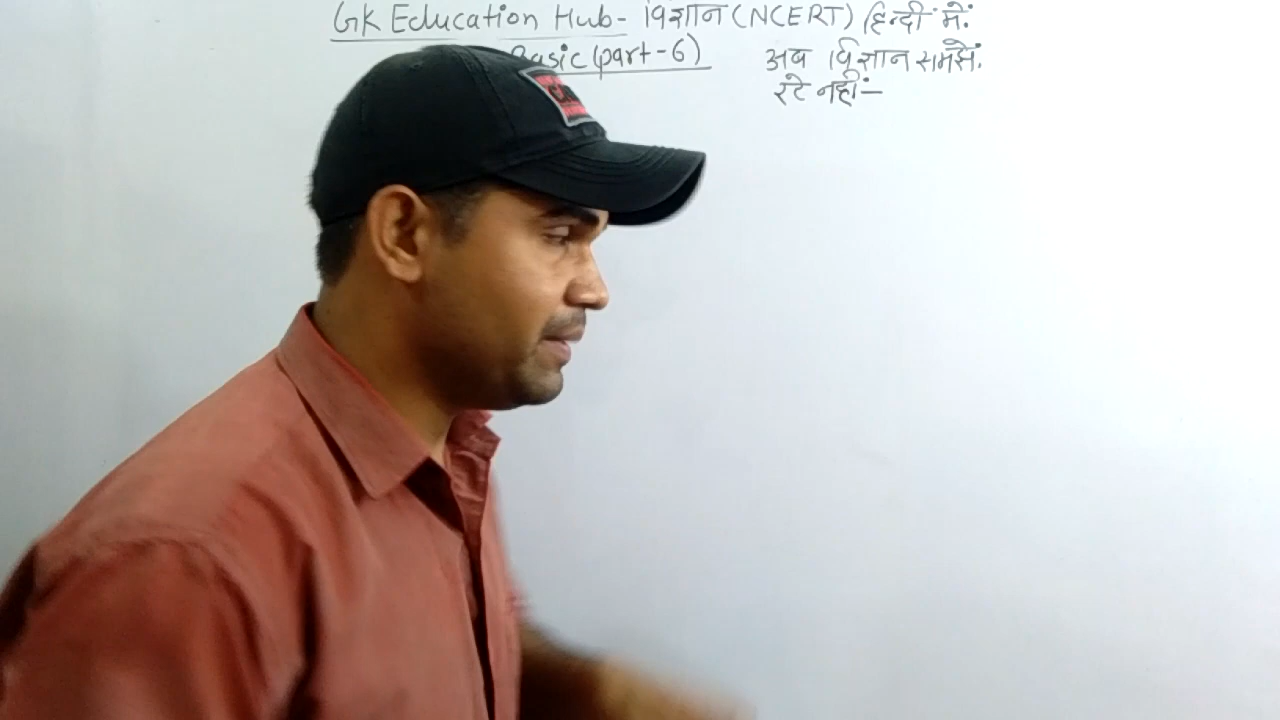 GK Education Hub- विज्ञान (NCERT) हिन्दी में.
Basic (part-6) अब विज्ञान समझें.
रटे नहीं:-